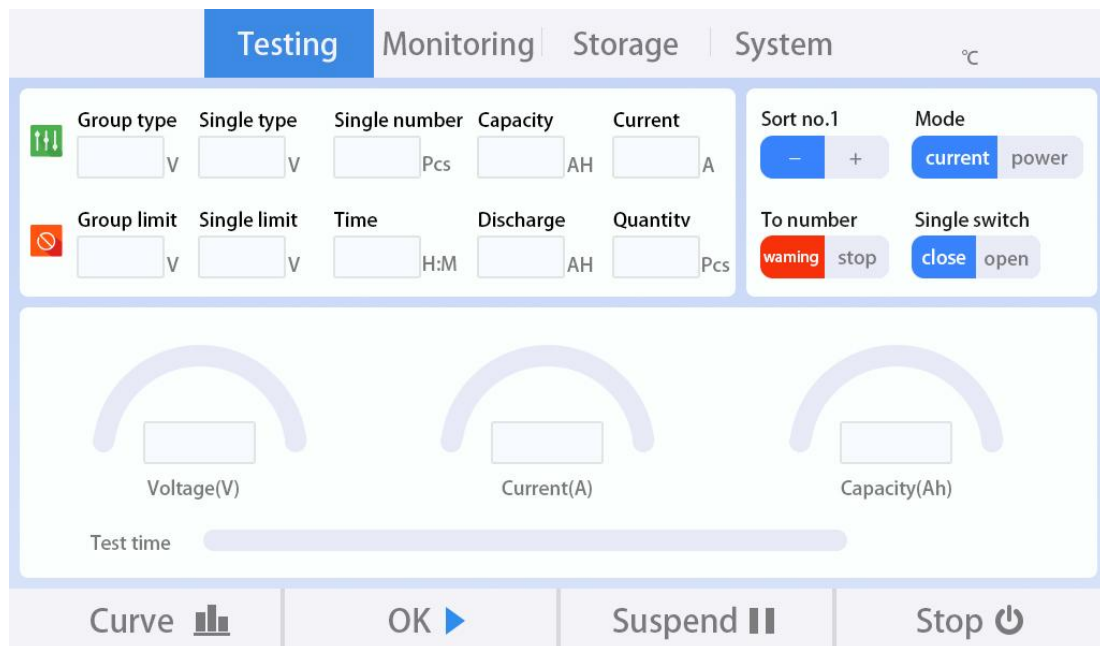 Testing Monitoring Storage System °C
Group type Single type Single number Capacity Current
V V Pcs AH A
Group limit Single limit Time Discharge Quantitv
V V H:M AH Pcs
Sort no.1 Mode
− + current power
To number Single switch
waming stop close open
Voltage(V) Current(A) Capacity(Ah)
Test time
Curve OK Suspend Stop